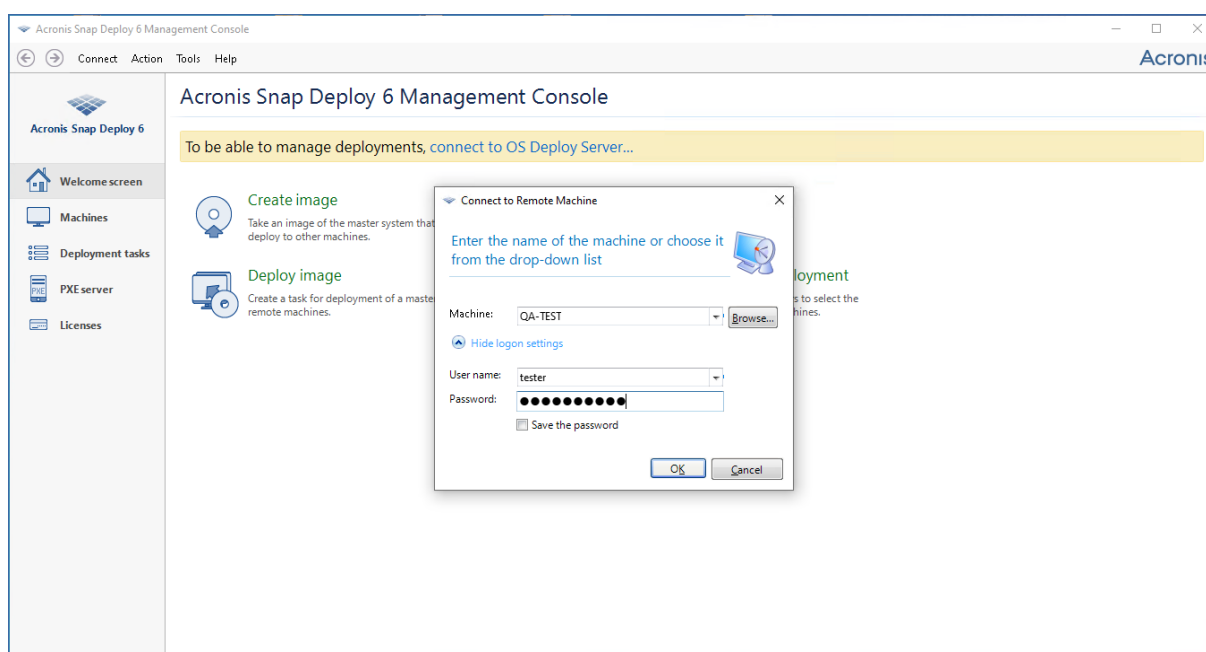 Acronis Snap Deploy 6 Management Console
Connect Action Tools Help
Acronis
Acronis Snap Deploy 6
Welcome screen
Machines
Deployment tasks
PXE
PXE server
Licenses
Acronis Snap Deploy 6 Management Console
To be able to manage deployments, connect to OS Deploy Server...
Create image
Take an image of the master system that
deploy to other machines.
Deploy image
Create a task for deployment of a maste
remote machines.
loyment
s to select the
hines.
Connect to Remote Machine
Enter the name of the machine or choose it
from the drop-down list
Machine: QA-TEST Browse...
Hide logon settings
User name: tester
Password: ●●●●●●●●●●
Save the password
OK Cancel